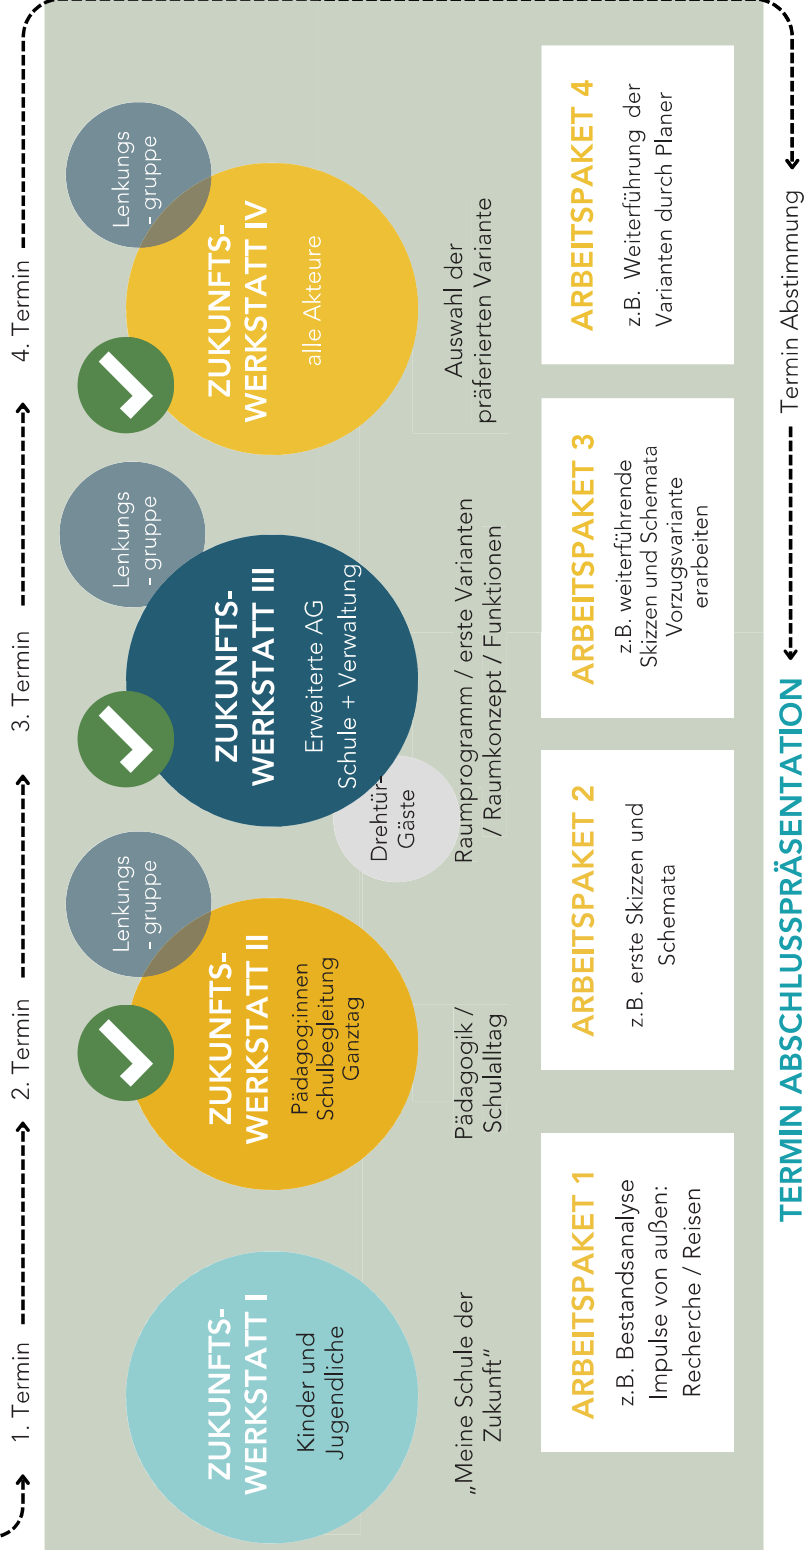 1. Termin
2. Termin
3. Termin
4. Termin
ZUKUNFTS-
WERKSTATT I
Kinder und
Jugendliche
„Meine Schule der
Zukunft“
ZUKUNFTS-
WERKSTATT II
Pädagog:innen
Schulbegleitung
Ganztag
Lenkungs
- gruppe
Pädagogik /
Schulalltag
ZUKUNFTS-
WERKSTATT III
Erweiterte AG
Schule + Verwaltung
Lenkungs
- gruppe
Drehtür-
Gäste
Raumprogramm / erste Varianten
/ Raumkonzept / Funktionen
ZUKUNFTS-
WERKSTATT IV
alle Akteure
Lenkungs
- gruppe
Auswahl der
präferierten Variante
ARBEITSPAKET 1
z.B. Bestandsanalyse
Impulse von außen:
Recherche / Reisen
ARBEITSPAKET 2
z.B. erste Skizzen und
Schemata
ARBEITSPAKET 3
z.B. weiterführende
Skizzen und Schemata
Vorzugsvariante
erarbeiten
ARBEITSPAKET 4
z.B. Weiterführung der
Varianten durch Planer
TERMIN ABSCHLUSSPRÄSENTATION
Termin Abstimmung